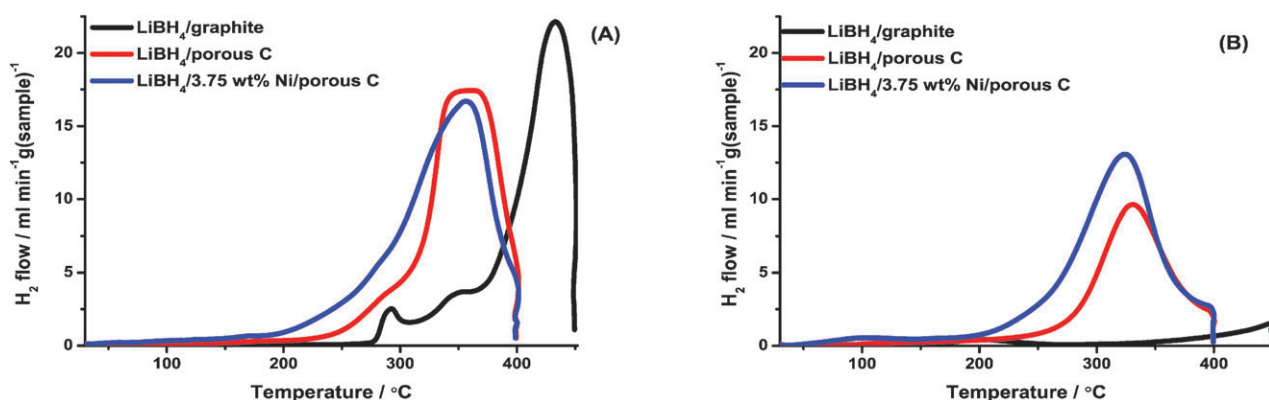 LiBH4/graphite
LiBH4/porous C
LiBH4/3.75 wt% Ni/porous C
(A)
H2 flow / ml min-1g(sample)-1
20
15
10
5
0
100
200
300
400
Temperature / °C
LiBH4/graphite
LiBH4/porous C
LiBH4/3.75 wt% Ni/porous C
(B)
H2 flow / ml min-1g(sample)-1
20
15
10
5
0
100
200
300
400
Temperature / °C